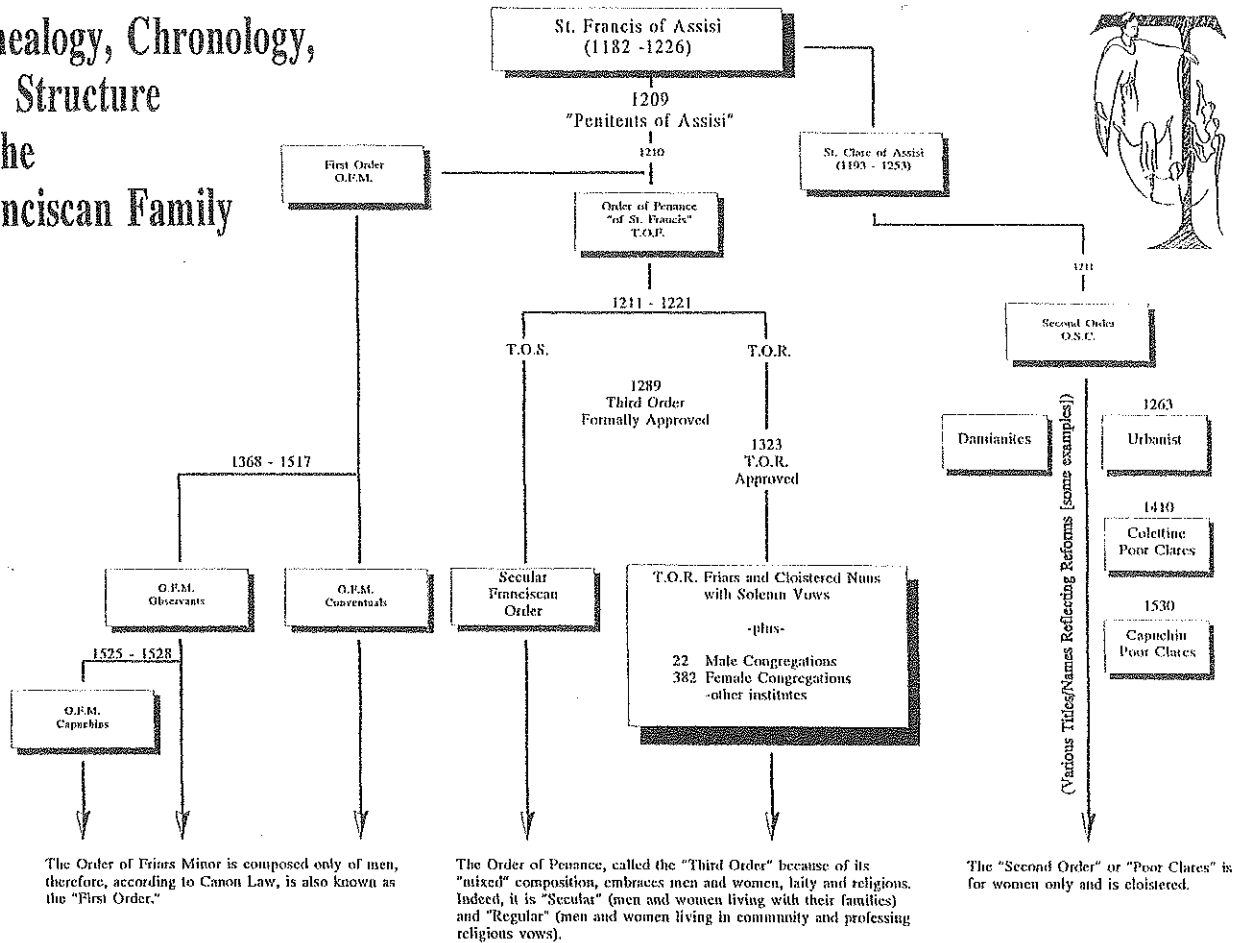 nealogy, Chronology,
Structure
he
nciscan Family
St. Francis of Assisi
(1182 -1226)
1209
"Penitents of Assisi"
1210
First Order
O.F.M.
St. Clare of Assisi
(1193 - 1253)
Order of Penance
"of St. Francis"
T.O.F.
1211
1211 - 1221
Second Order
O.S.C.
T.O.S.
T.O.R.
1289
Third Order
Formally Approved
1323
T.O.R.
Approved
(Various Titles/Names Reflecting Reforms [some examples])
Damianites
1263
Urbanist
1410
Colettine
Poor Clares
1530
Capuchin
Poor Clares
1368 - 1517
O.F.M.
Observants
O.F.M.
Conventuals
Secular
Franciscan
Order
T.O.R. Friars and Cloistered Nuns
with Solemn Vows
-plus-
22 Male Congregations
382 Female Congregations
-other institutes
1525 - 1528
O.F.M.
Capuchins
The Order of Friars Minor is composed only of men,
therefore, according to Canon Law, is also known as
the "First Order."
The Order of Penance, called the "Third Order" because of its
"mixed" composition, embraces men and women, laity and religious.
Indeed, it is "Secular" (men and women living with their families)
and "Regular" (men and women living in community and professing
religious vows).
The "Second Order" or "Poor Clares" is
for women only and is cloistered.